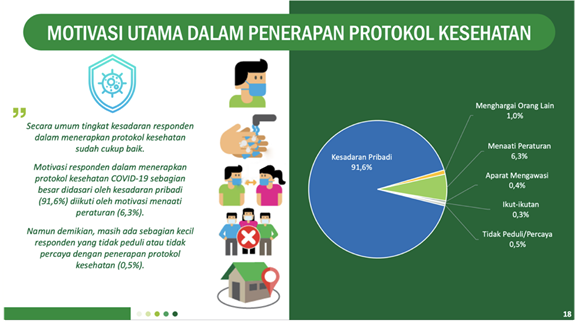 MOTIVASI UTAMA DALAM PENERAPAN PROTOKOL KESEHATAN
”
Secara umum tingkat kesadaran responden
dalam menerapkan protokol kesehatan
sudah cukup baik.
Motivasi responden dalam menerapkan
protokol kesehatan COVID-19 sebagian
besar didasari oleh kesadaran pribadi
(91,6%) diikuti oleh motivasi menaati
peraturan (6,3%).
Namun demikian, masih ada sebagian kecil
responden yang tidak peduli atau tidak
percaya dengan penerapan protokol
kesehatan (0,5%).
Kesadaran Pribadi
91,6%
Menghargai Orang Lain
1,0%
Menaati Peraturan
6,3%
Aparat Mengawasi
0,4%
Ikut-ikutan
0,3%
Tidak Peduli/Percaya
0,5%
18